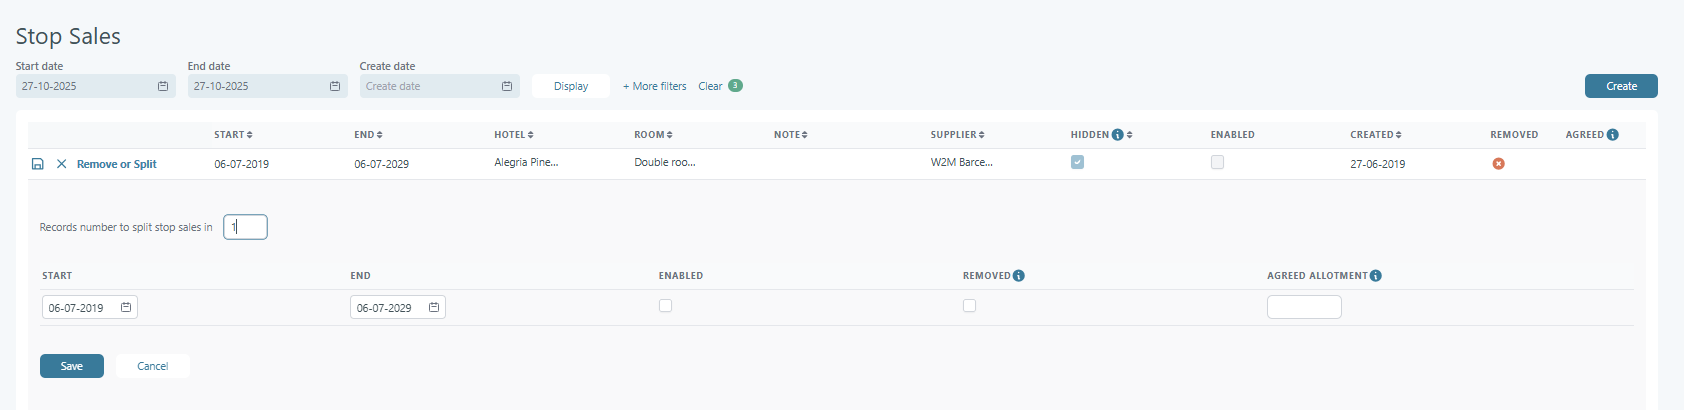 Stop Sales
Start date End date Create date
27-10-2025 27-10-2025 Create date Display + More filters Clear 3 Create
START END HOTEL ROOM NOTE SUPPLIER HIDDEN ENABLED CREATED REMOVED AGREED
Remove or Split 06-07-2019 06-07-2029 Alegria Pine... Double roo... W2M Barce... 27-06-2019
Records number to split stop sales in 1
START END ENABLED REMOVED AGREED ALLOTMENT
06-07-2019 06-07-2029
Save Cancel